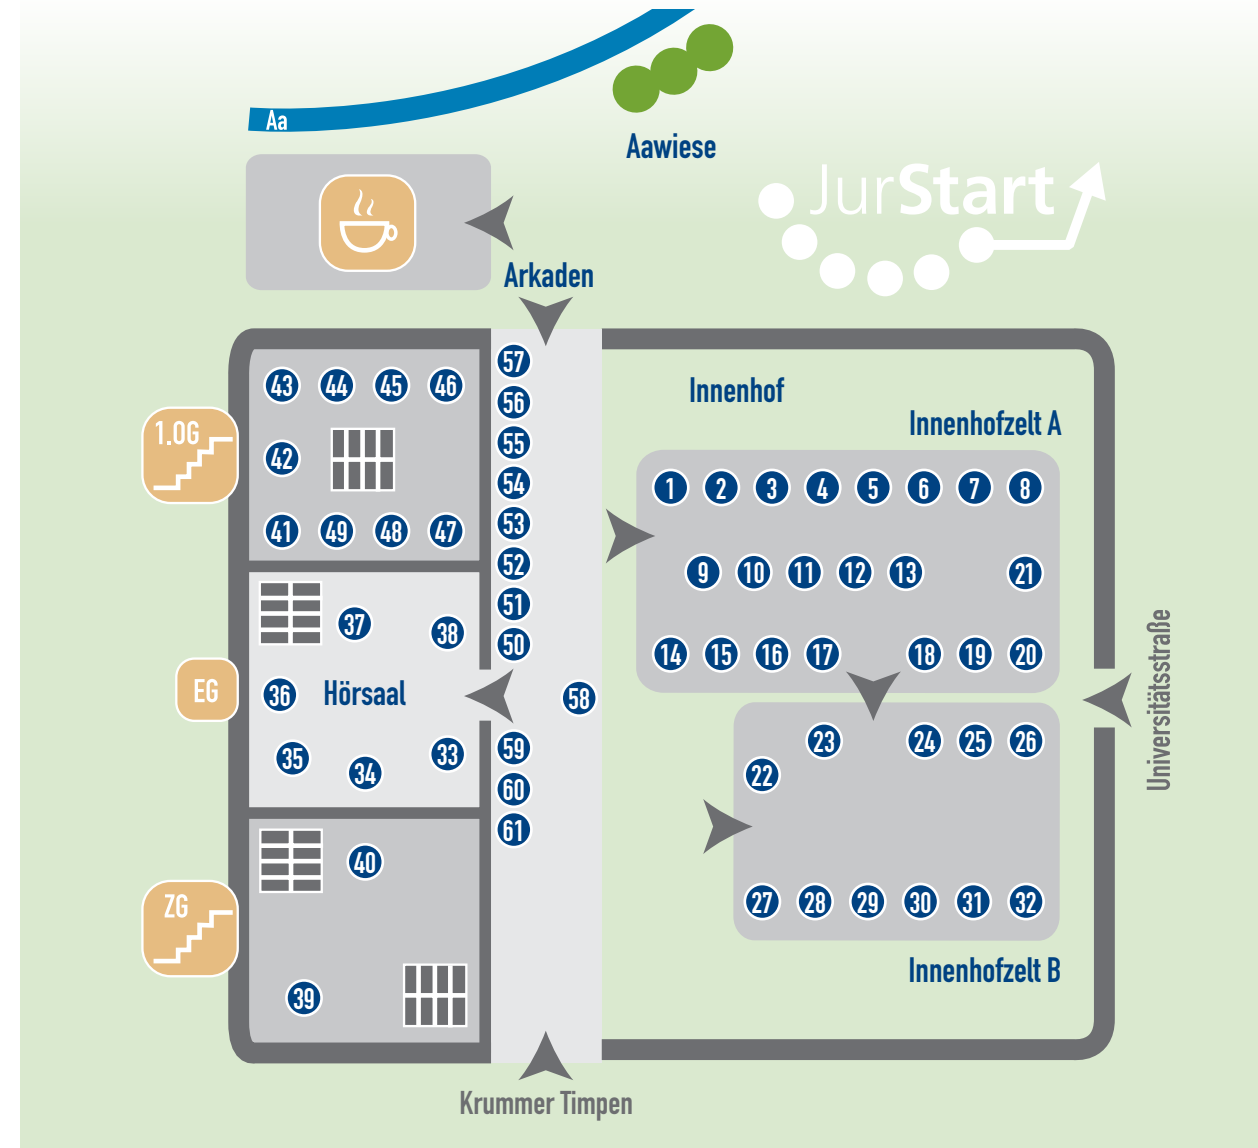 Aa
Aawiese
JurStart
Arkaden
57
43 44 45 46
56
Innenhof
1.OG
Innenhofzelt A
55
42
54
1 2 3 4 5 6 7 8
41 49 48 47
53
52
9 10 11 12 13 21
51
37 38
50
14 15 16 17 18 19 20
EG
36 Hörsaal
58
Universitätsstraße
59
23 24 25 26
35 34 33
22
60
61
40
ZG
27 28 29 30 31 32
Innenhofzelt B
39
Krummer Timpen